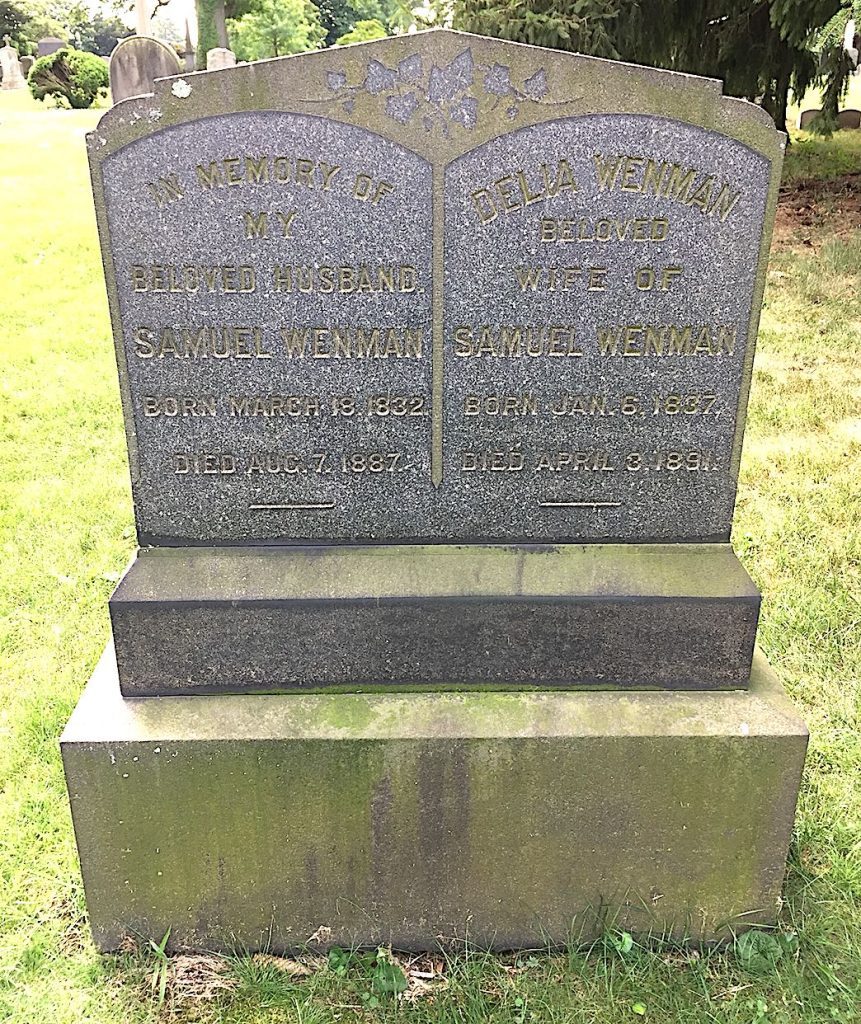 IN MEMORY OF
MY
BELOVED HUSBAND.
SAMUEL WENMAN
BORN MARCH 18. 1832.
DIED AUG. 7. 1887.
DELIA WENMAN
BELOVED
WIFE OF
SAMUEL WENMAN
BORN JAN. 6. 1837.
DIED APRIL 3. 1891.